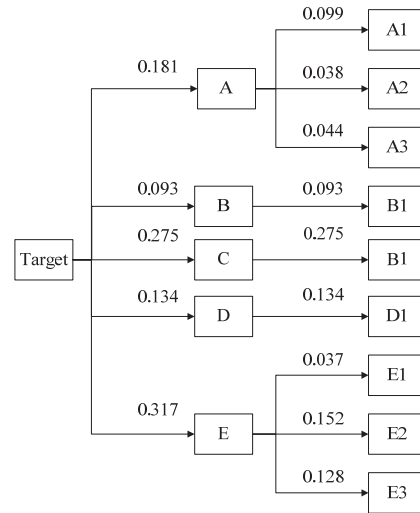 0.099
A1
0.181
A
0.038
A2
0.044
A3
0.093
B
0.093
B1
Target
0.275
C
0.275
B1
0.134
D
0.134
D1
0.037
E1
0.317
E
0.152
E2
0.128
E3